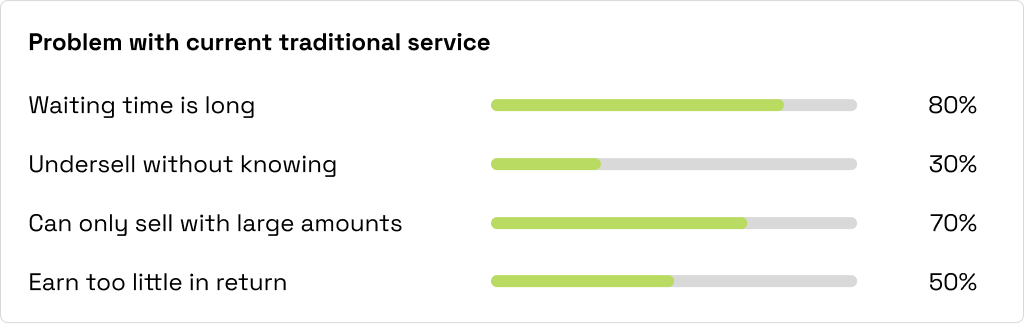 Problem with current traditional service
Waiting time is long 80%
Undersell without knowing 30%
Can only sell with large amounts 70%
Earn too little in return 50%